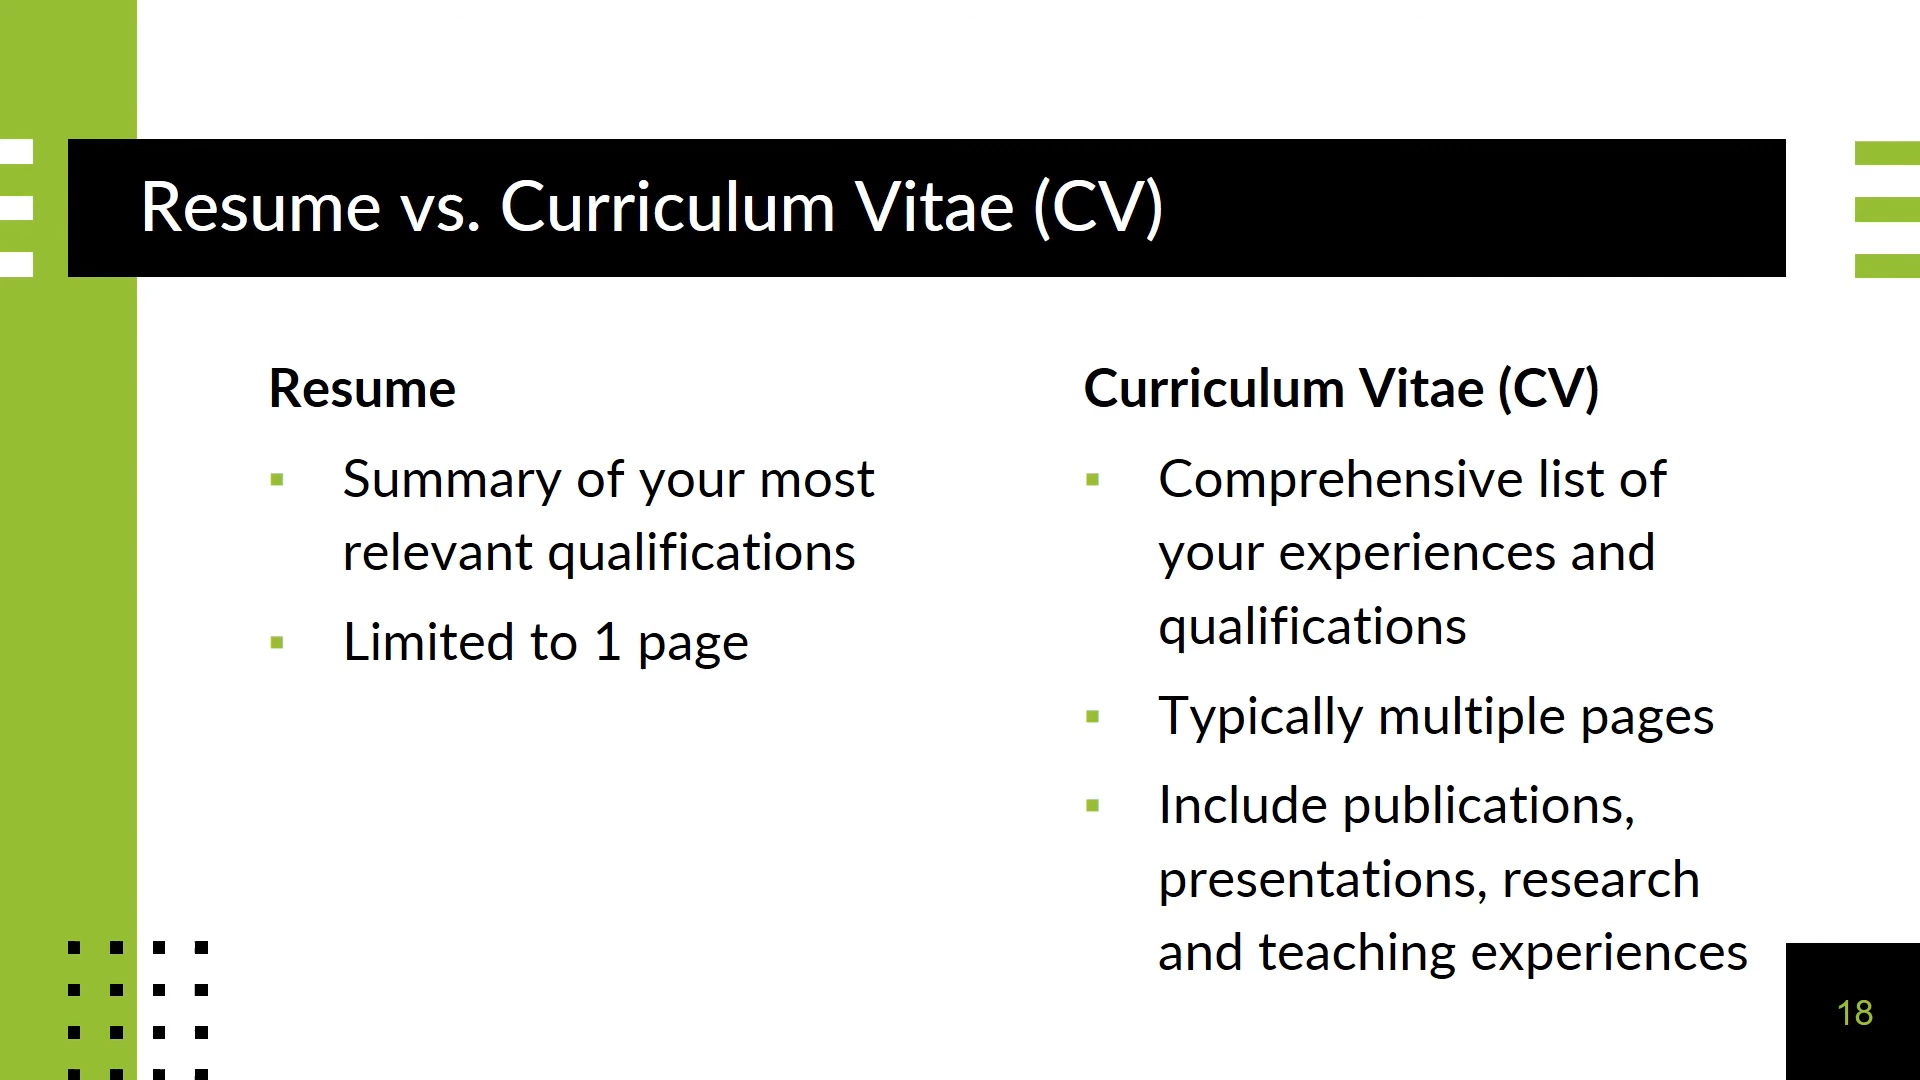 Resume vs. Curriculum Vitae (CV)
Resume
▪ Summary of your most
relevant qualifications
▪ Limited to 1 page
Curriculum Vitae (CV)
▪ Comprehensive list of
your experiences and
qualifications
▪ Typically multiple pages
▪ Include publications,
presentations, research
and teaching experiences
18